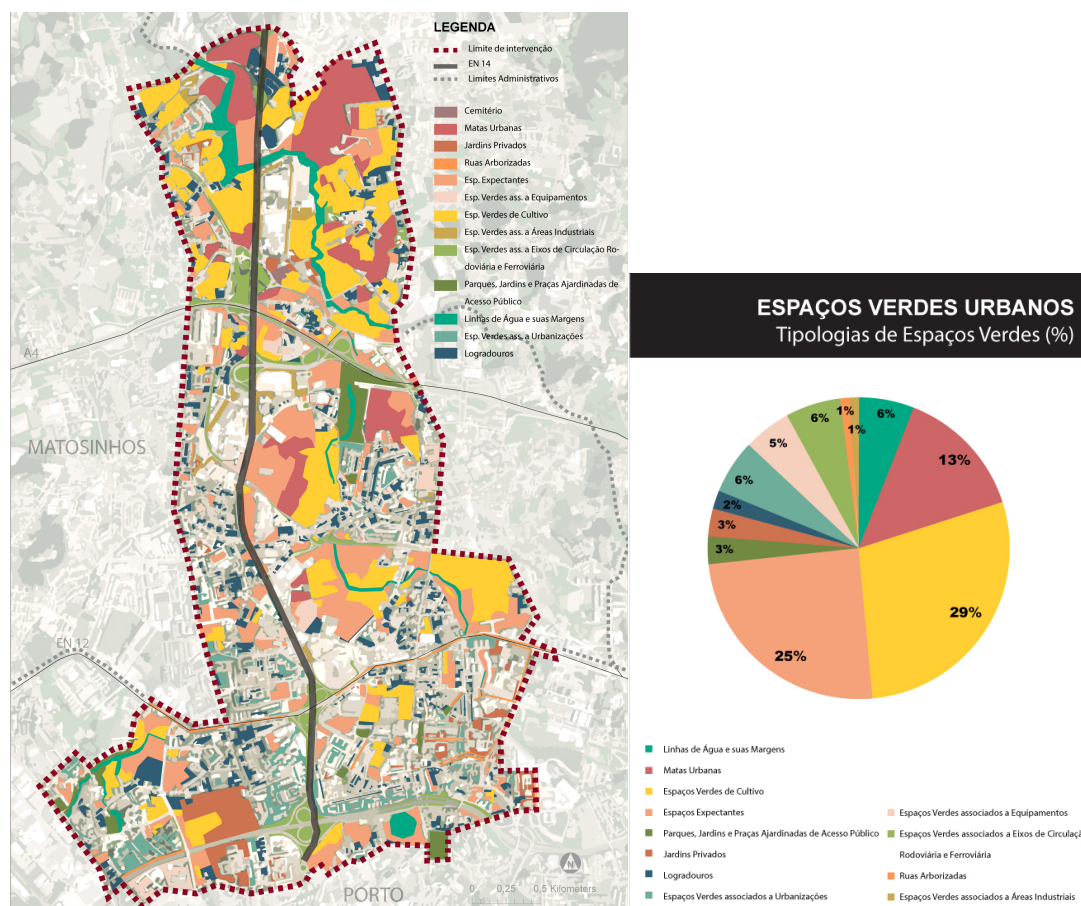 LEGENDA
Limite de intervenção
EN 14
Limites Administrativos
Cemitério
Matas Urbanas
Jardins Privados
Ruas Arborizadas
Esp. Expectantes
Esp. Verdes ass. a Equipamentos
Esp. Verdes de Cultivo
Esp. Verdes ass. a Áreas Industriais
Esp. Verdes ass. a Eixos de Circulação Ro-
doviária e Ferroviária
Parques, Jardins e Praças Ajardinadas de
Acesso Público
Linhas de Água e suas Margens
Esp. Verdes ass. a Urbanizações
Logradouros
A4
MATOSINHOS
EN 12
PORTO
N
0 0,25 0,5 Kilometers
ESPAÇOS VERDES URBANOS
Tipologias de Espaços Verdes (%)
6%
13%
29%
25%
3%
3%
2%
6%
5%
6%
1%
1%
Linhas de Água e suas Margens
Matas Urbanas
Espaços Verdes de Cultivo
Espaços Expectantes
Parques, Jardins e Praças Ajardinadas de Acesso Público
Jardins Privados
Logradouros
Espaços Verdes associados a Urbanizações
Espaços Verdes associados a Equipamentos
Espaços Verdes associados a Eixos de Circulaçã
Rodoviária e Ferroviária
Ruas Arborizadas
Espaços Verdes associados a Áreas Industriais